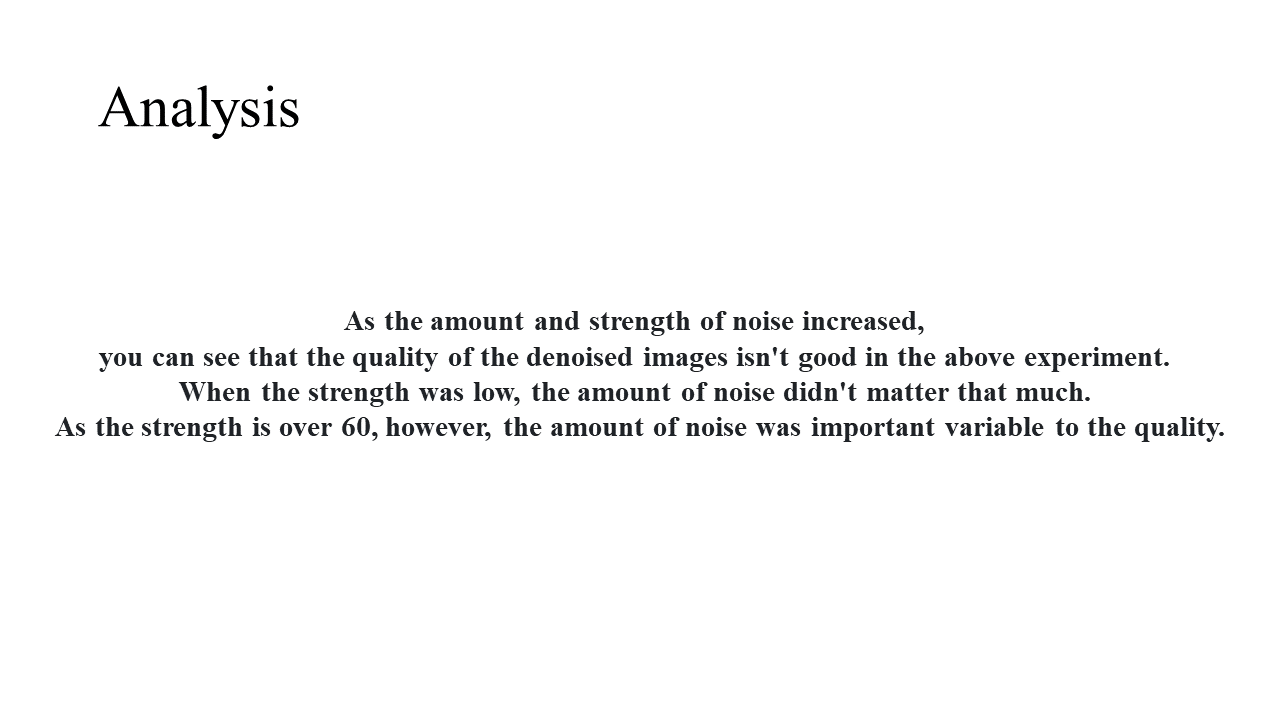 Analysis
As the amount and strength of noise increased,
you can see that the quality of the denoised images isn't good in the above experiment.
When the strength was low, the amount of noise didn't matter that much.
As the strength is over 60, however, the amount of noise was important variable to the quality.